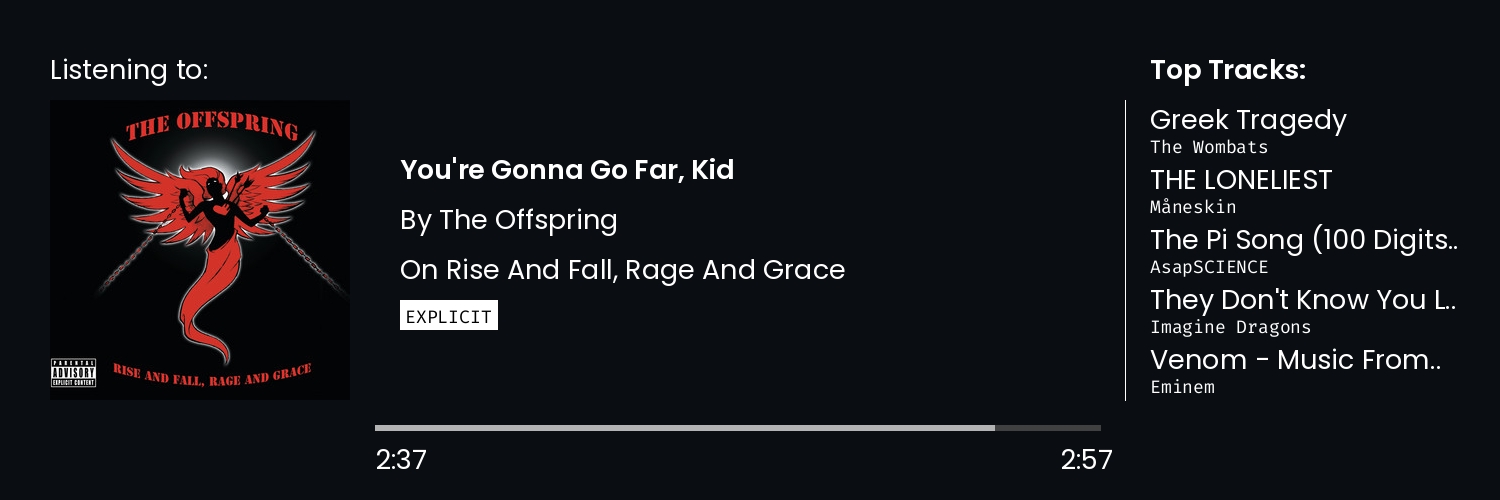 Listening to:
THE OFFSPRING
RISE AND FALL, RAGE AND GRACE
PARENTAL
ADVISORY
EXPLICIT CONTENT
You're Gonna Go Far, Kid
By The Offspring
On Rise And Fall, Rage And Grace
EXPLICIT
2:37
2:57
Top Tracks:
Greek Tragedy
The Wombats
THE LONELIEST
Måneskin
The Pi Song (100 Digits..
AsapSCIENCE
They Don't Know You L..
Imagine Dragons
Venom - Music From..
Eminem